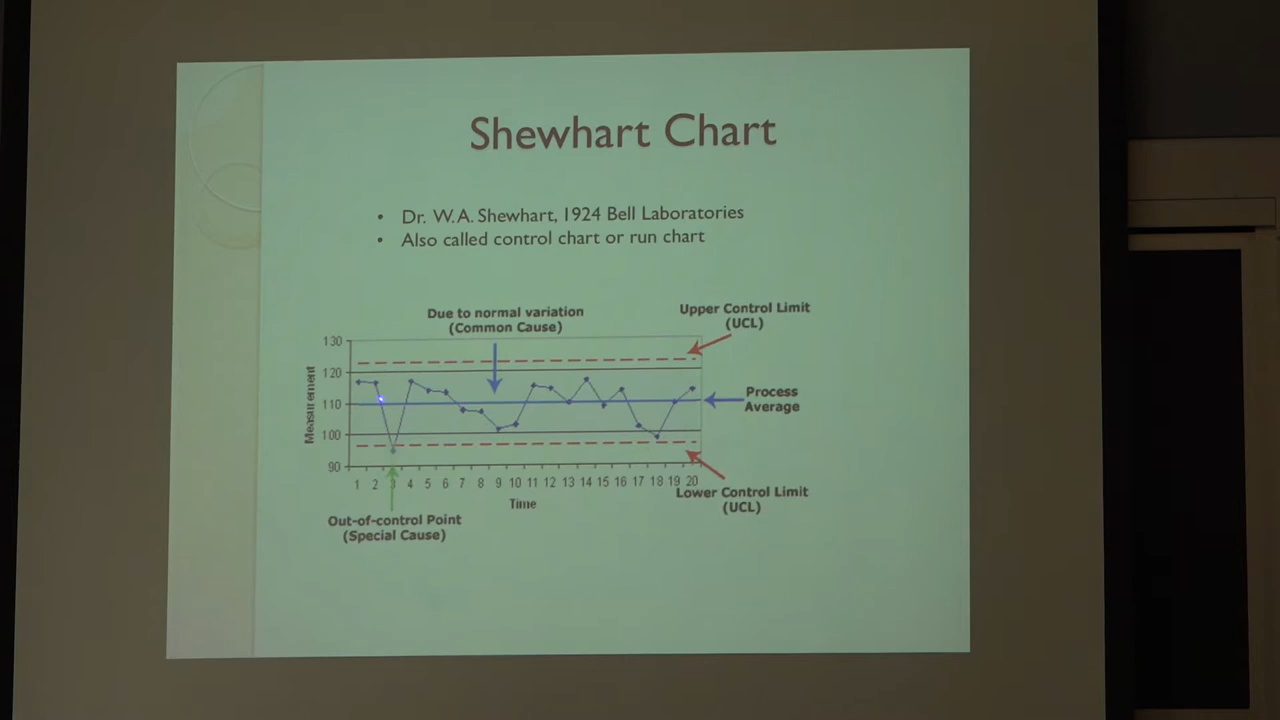 Shewhart Chart
• Dr. W.A. Shewhart, 1924 Bell Laboratories
• Also called control chart or run chart
Due to normal variation
(Common Cause)
Upper Control Limit
(UCL)
130
120
110
100
90
Measurement
Process
Average
1 2 3 4 5 6 7 8 9 10 11 12 13 14 15 16 17 18 19 20
Time
Lower Control Limit
(UCL)
Out-of-control Point
(Special Cause)